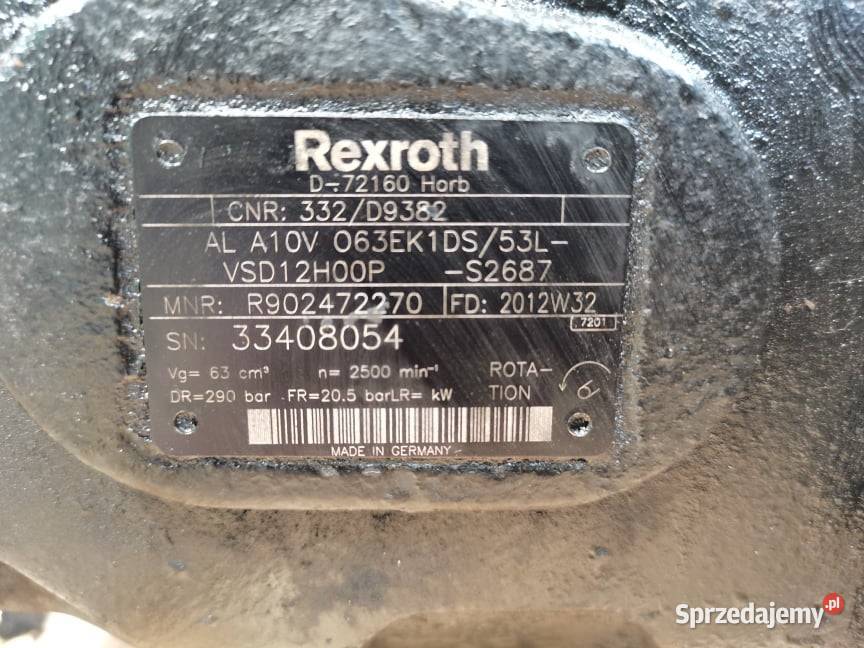 Rexroth
D-72160 Horb
CNR: 332/D9382
AL A10V O63EK1DS/53L-
VSD12H00P -S2687
MNR: R902472270 FD: 2012W32
7201
SN: 33408054
Vg= 63 cm³ n= 2500 min⁻¹ ROTA-
DR=290 bar FR=20.5 bar LR= kW TION
MADE IN GERMANY
Sprzedajemy.pl